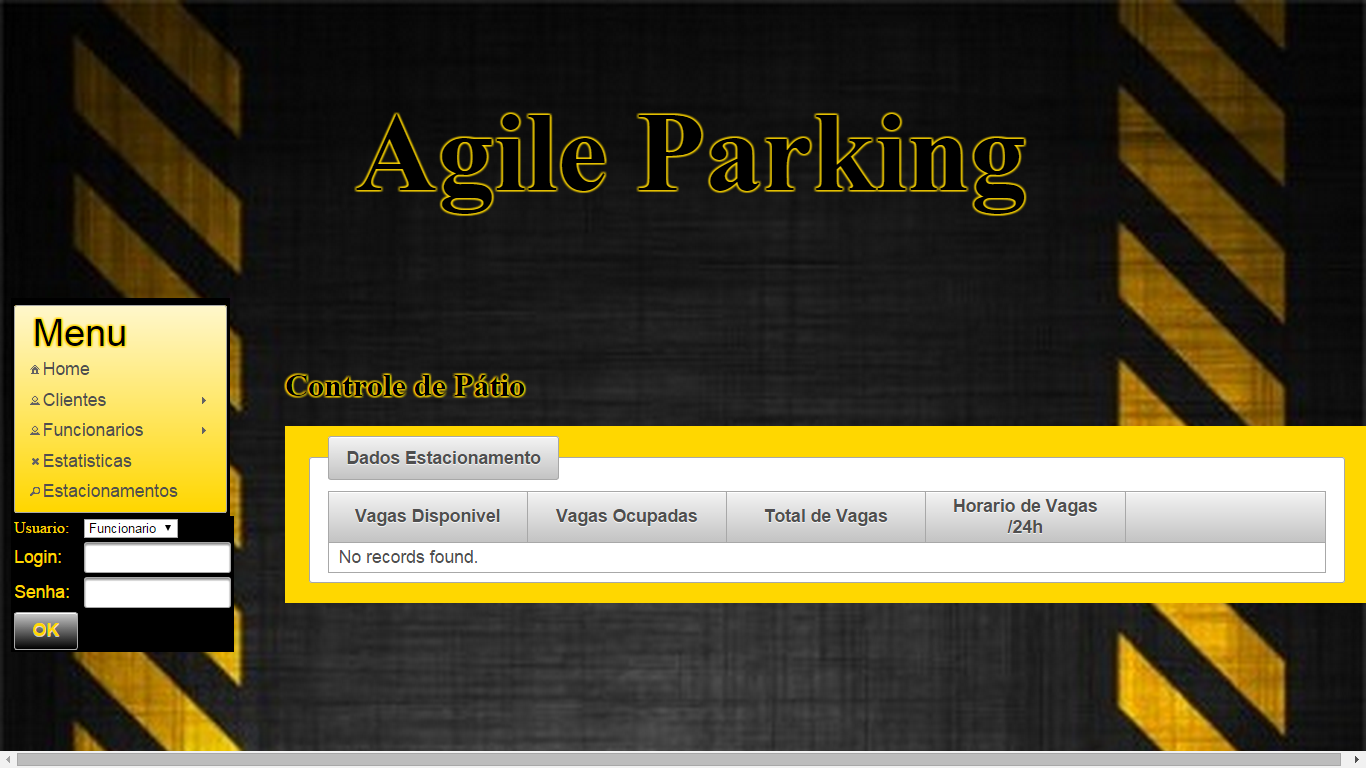 Agile Parking
Menu
Home
Clientes
Funcionarios
Estatisticas
Estacionamentos
Usuario: Funcionario
Login:
Senha:
OK
Controle de Pátio
Dados Estacionamento
Vagas Disponivel Vagas Ocupadas Total de Vagas Horario de Vagas
/24h
No records found.